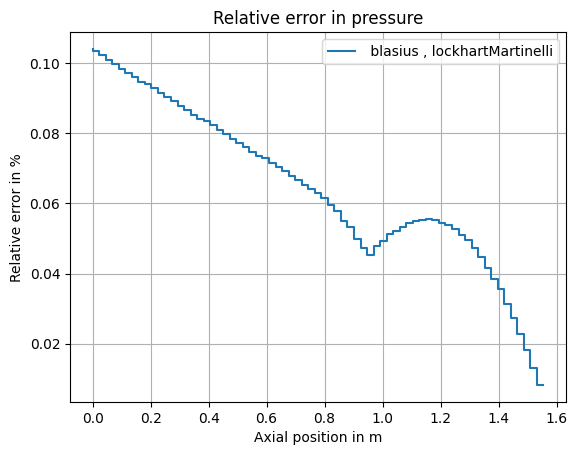 Relative error in pressure
blasius , lockhartMartinelli
Relative error in %
0.10
0.08
0.06
0.04
0.02
0.0 0.2 0.4 0.6 0.8 1.0 1.2 1.4 1.6
Axial position in m